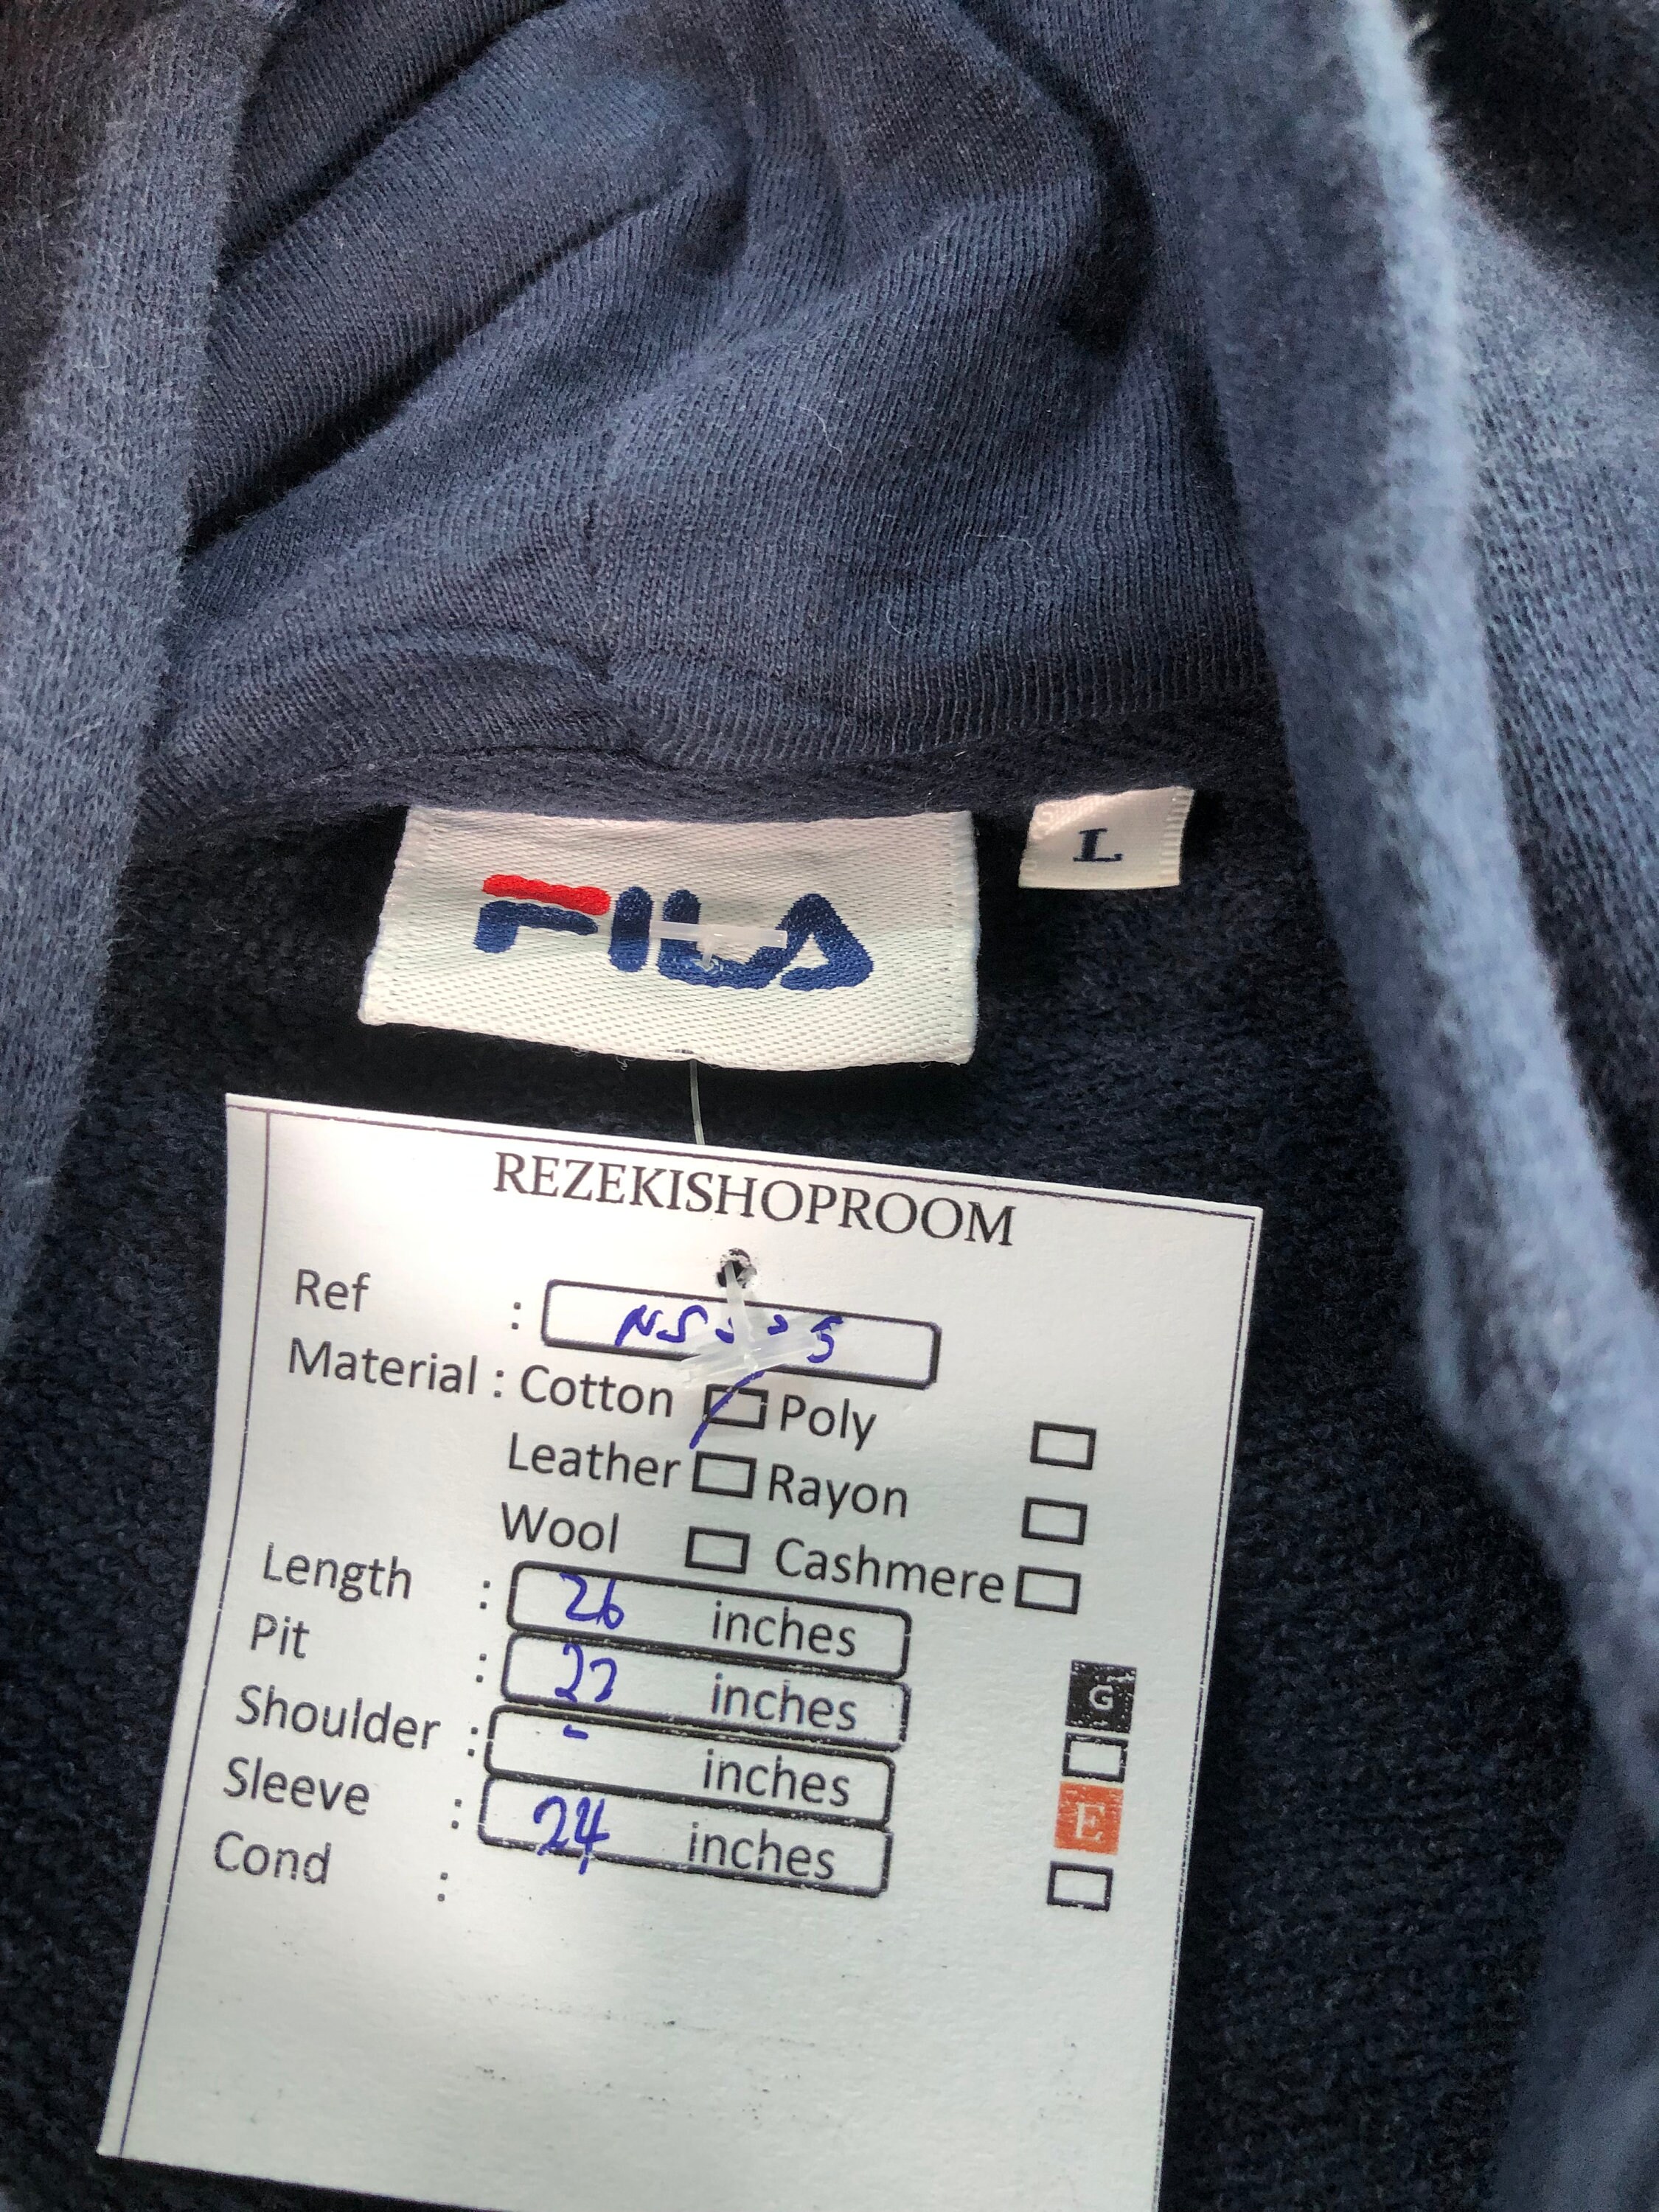 FILA
L
REZEKISHOPROOM
Ref :
Material : Cotton Poly
Leather Rayon
Wool Cashmere
Length : 26 inches
Pit : 22 inches
Shoulder : - inches
Sleeve : 24 inches
Cond :
G
E